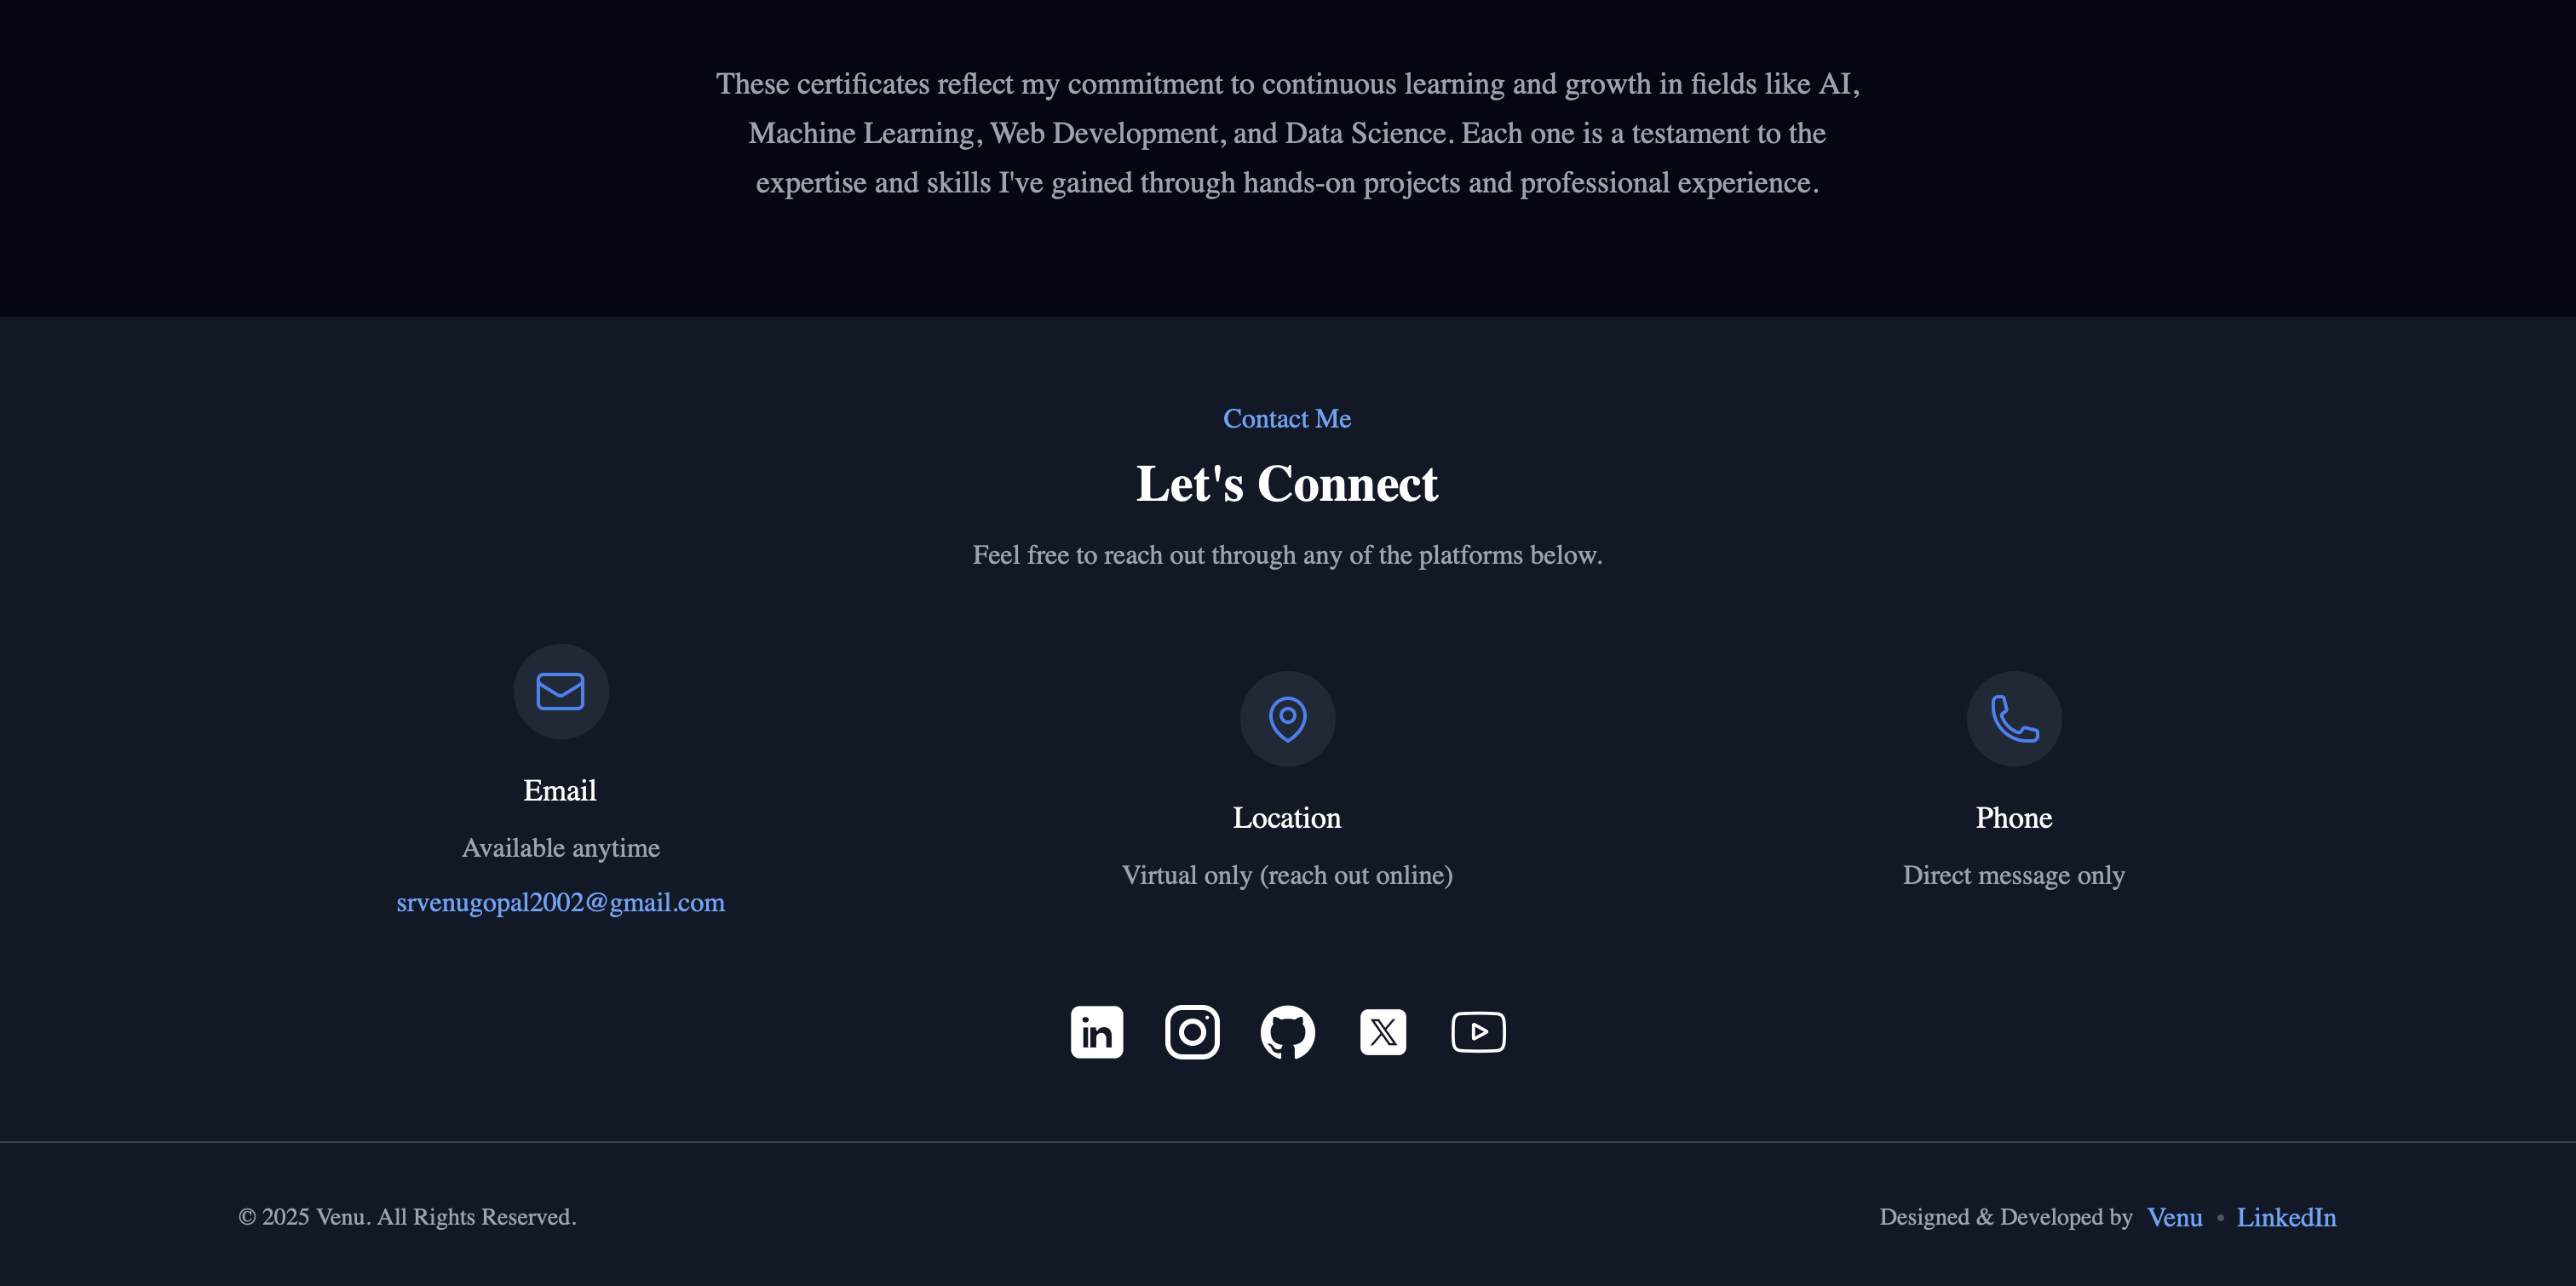 These certificates reflect my commitment to continuous learning and growth in fields like AI,
Machine Learning, Web Development, and Data Science. Each one is a testament to the
expertise and skills I've gained through hands-on projects and professional experience.
Contact Me
Let's Connect
Feel free to reach out through any of the platforms below.
Email
Available anytime
srvenugopal2002@gmail.com
Location
Virtual only (reach out online)
Phone
Direct message only
© 2025 Venu. All Rights Reserved.
Designed & Developed by Venu • LinkedIn